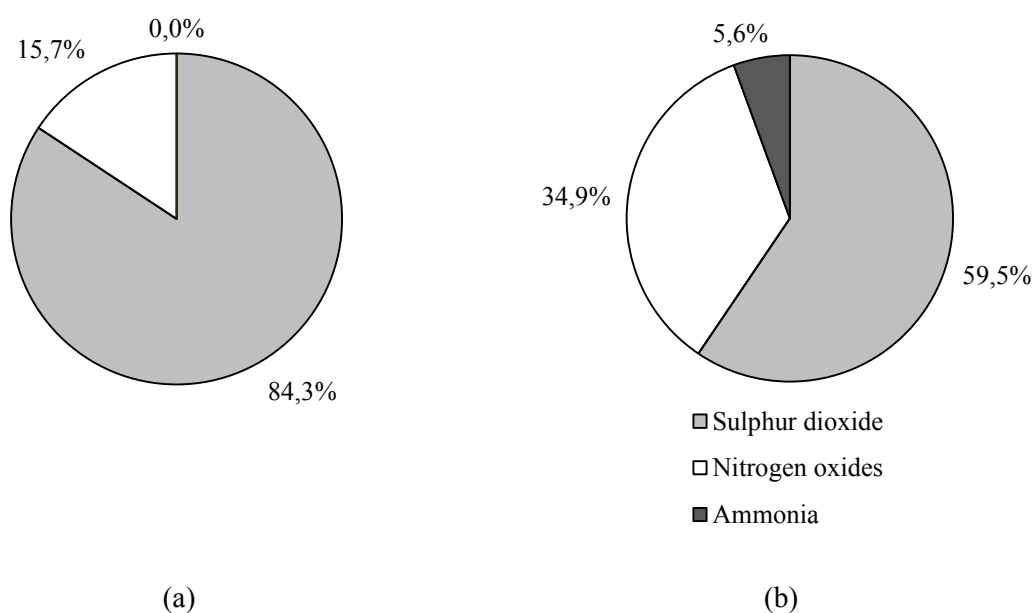 0,0%
15,7%
84,3%
(a)
5,6%
34,9%
59,5%
Sulphur dioxide
Nitrogen oxides
Ammonia
(b)